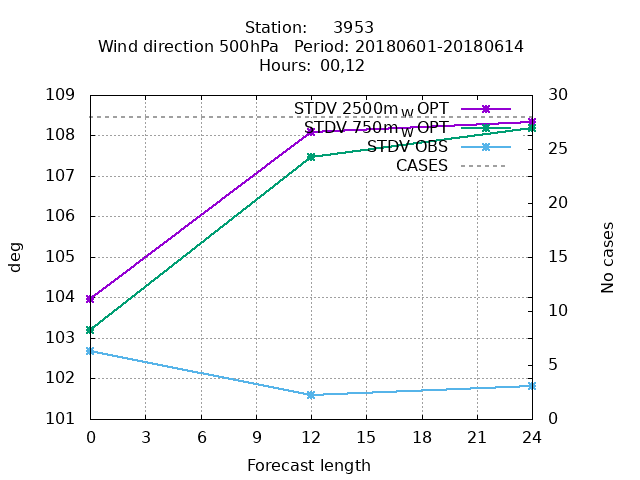 Station:     3953
Wind direction 500hPa   Period: 20180601-20180614
Hours:  00,12
109 108 107 106 105 104 103 102 101
30 25 20 15 10 5 0
deg
No cases
STDV 2500m W OPT
STDV 750m W OPT
STDV OBS
CASES
0 3 6 9 12 15 18 21 24
Forecast length